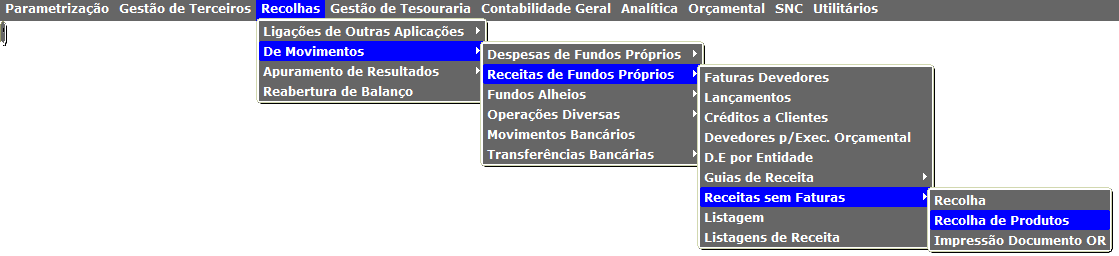 Parametrização Gestão de Terceiros Recolhas Gestão de Tesouraria Contabilidade Geral Analítica Orçamental SNC Utilitários
Ligações de Outras Aplicações
De Movimentos
Apuramento de Resultados
Reabertura de Balanço
Despesas de Fundos Próprios
Receitas de Fundos Próprios
Fundos Alheios
Operações Diversas
Movimentos Bancários
Transferências Bancárias
Faturas Devedores
Lançamentos
Créditos a Clientes
Devedores p/Exec. Orçamental
D.E por Entidade
Guias de Receita
Receitas sem Faturas
Listagem
Listagens de Receita
Recolha
Recolha de Produtos
Impressão Documento OR